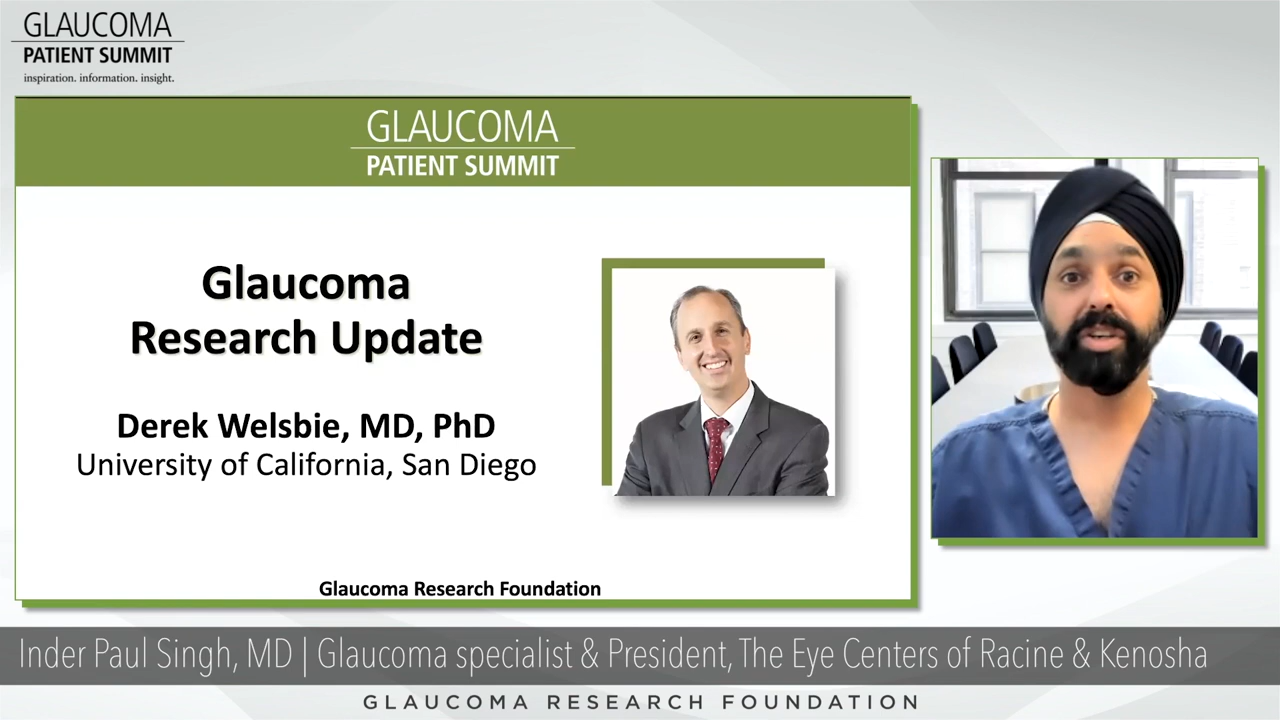 GLAUCOMA
PATIENT SUMMIT
inspiration. information. insight.
GLAUCOMA
PATIENT SUMMIT
Glaucoma
Research Update
Derek Welsbie, MD, PhD
University of California, San Diego
Glaucoma Research Foundation
Inder Paul Singh, MD | Glaucoma specialist & President, The Eye Centers of Racine & Kenosha
GLAUCOMA RESEARCH FOUNDATION